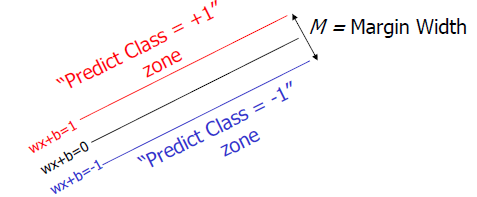 "Predict Class = +1"
zone
M = Margin Width
wx+b=1
wx+b=0
wx+b=-1
"Predict Class = -1"
zone